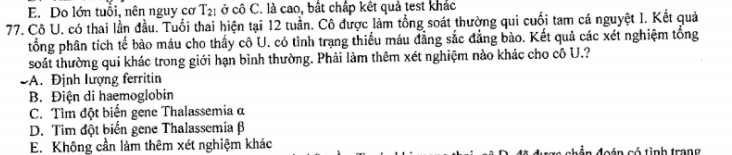 E. Do lớn tuổi, nên nguy cơ T21 ở cô C. là cao, bất chấp kết quả test khác
77. Cô U. có thai lần đầu. Tuổi thai hiện tại 12 tuần. Cô được làm tổng soát thường qui cuối tam cá nguyệt 1. Kết quả
tổng phân tích tế bào máu cho thấy cô U. có tình trạng thiếu máu đẳng sắc đẳng bào. Kết quả các xét nghiệm tổng
soát thường qui khác trong giới hạn bình thường. Phải làm thêm xét nghiệm nào khác cho cô U.?
A. Định lượng ferritin
B. Điện di haemoglobin
C. Tìm đột biến gene Thalassemia α
D. Tìm đột biến gene Thalassemia β
E. Không cần làm thêm xét nghiệm khác
đã được chẩn đoán có tình trạng